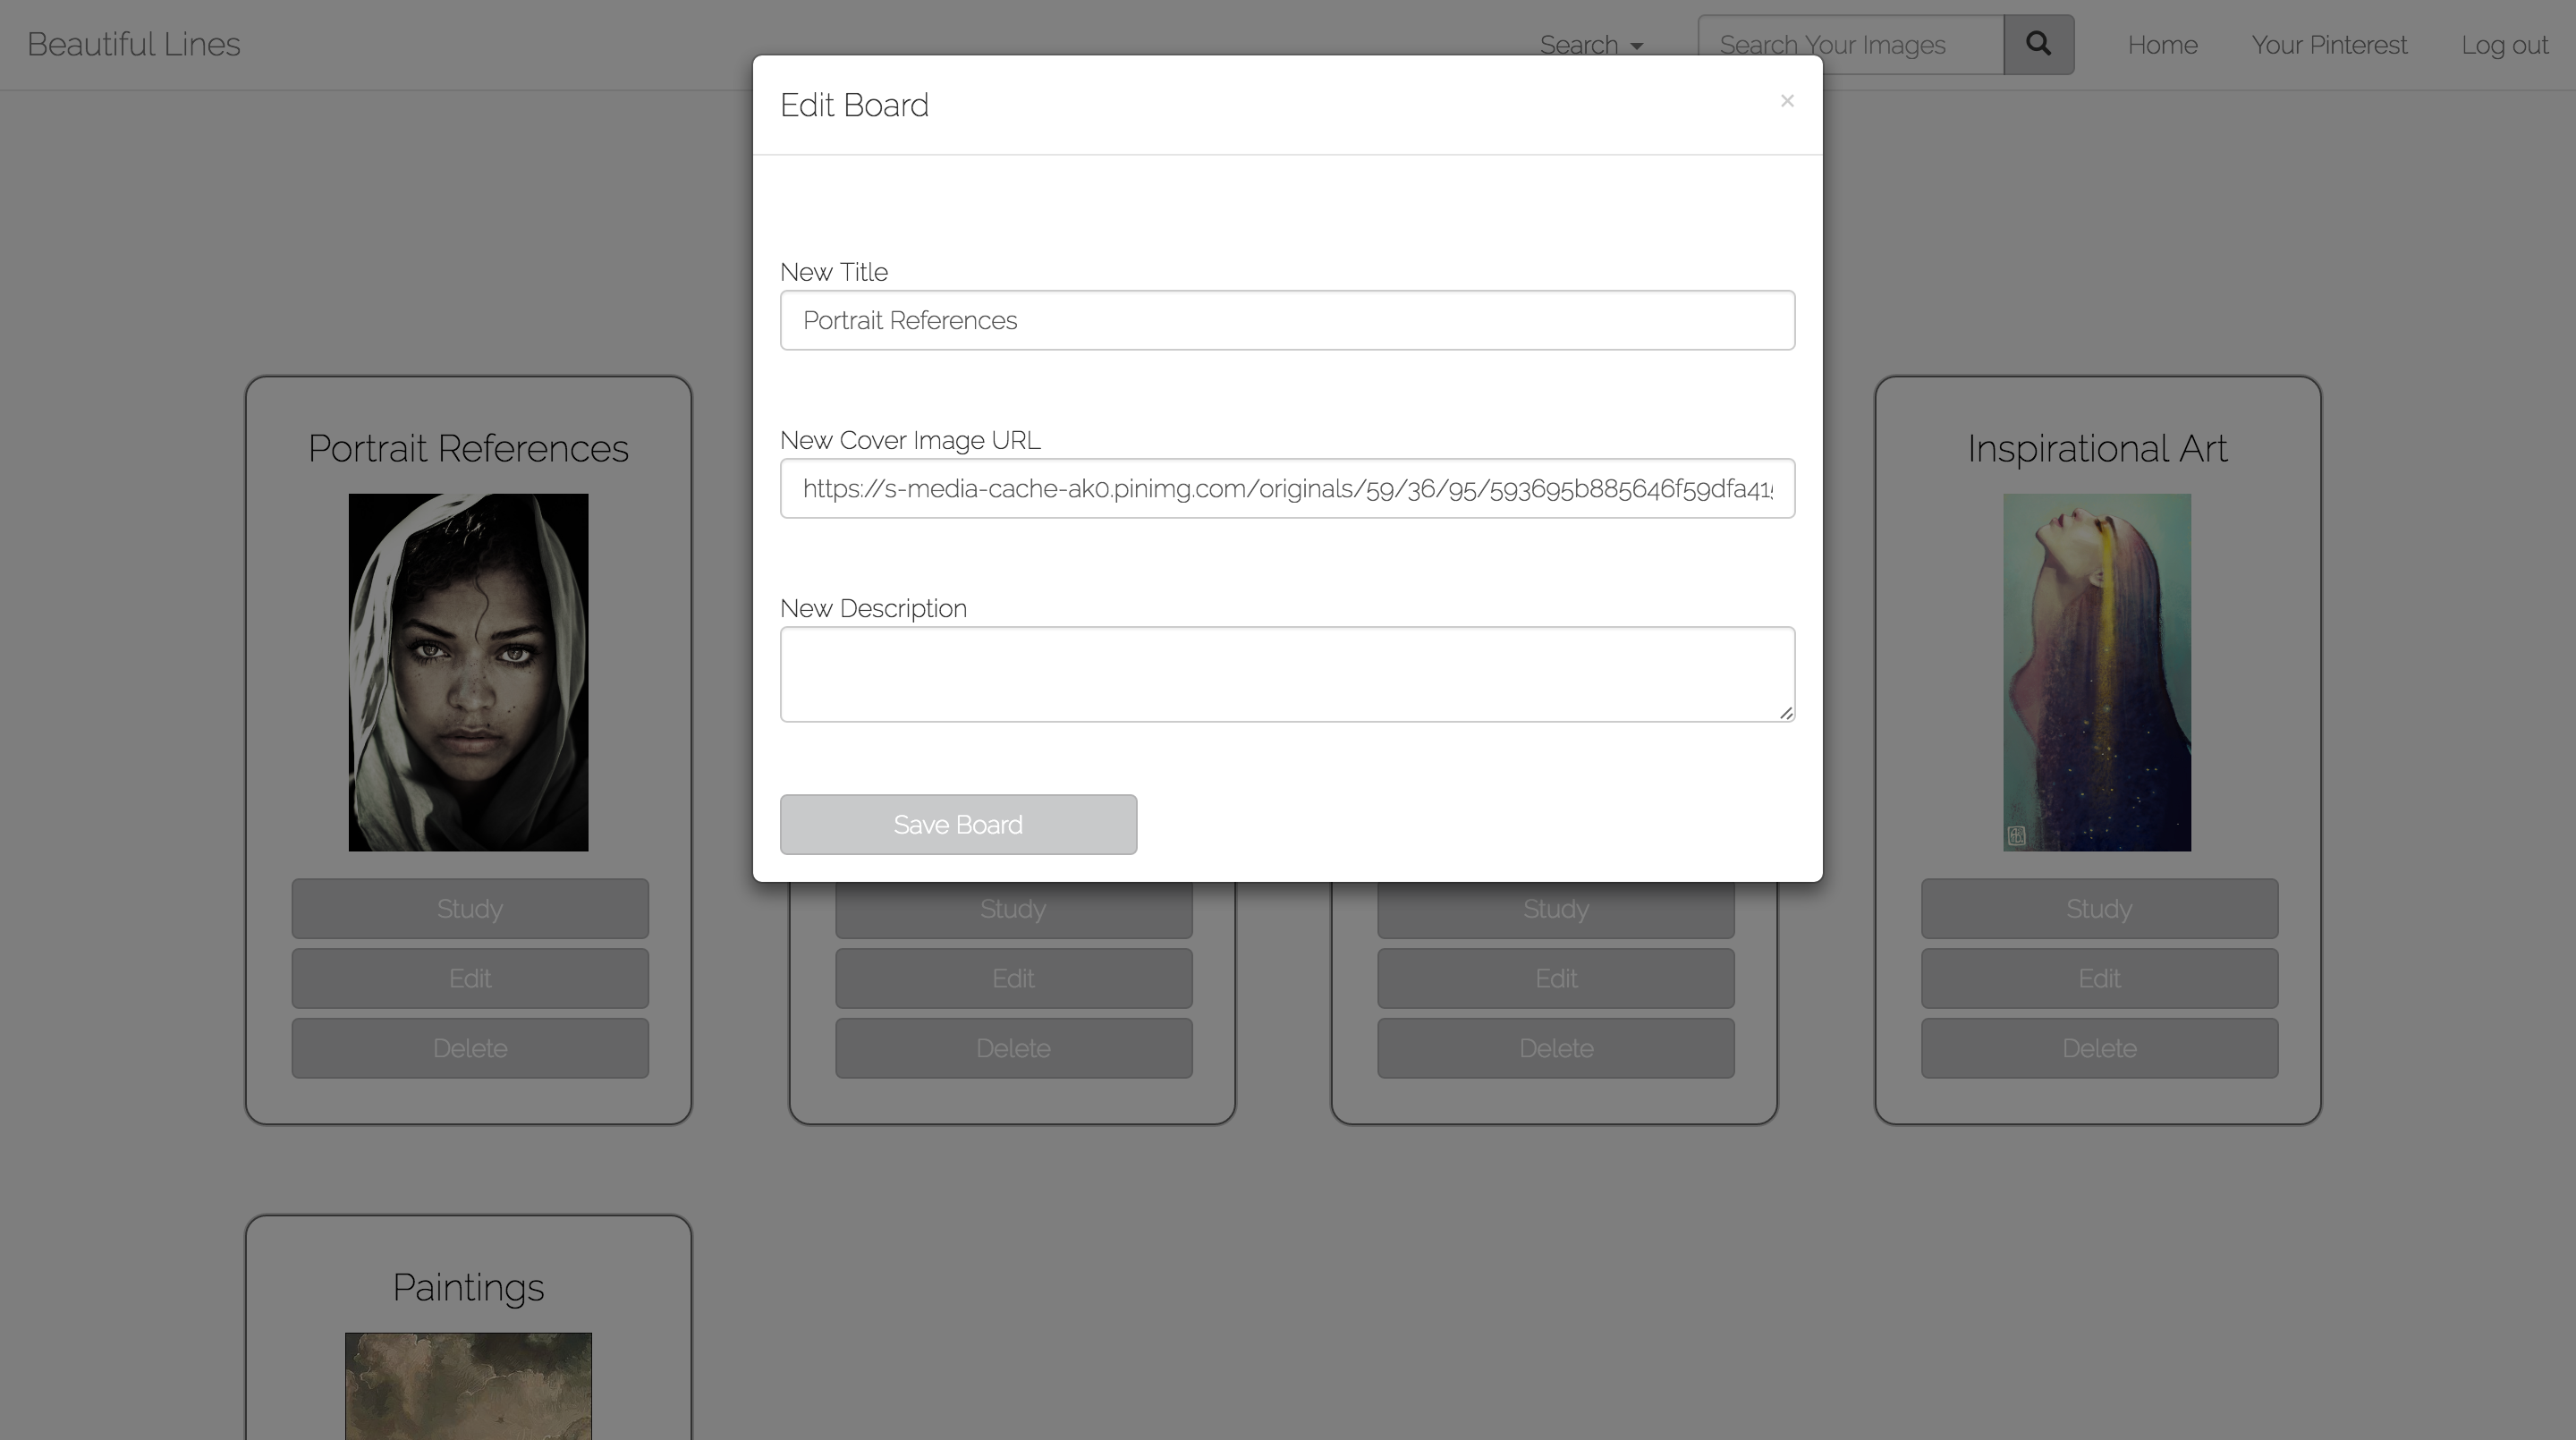 Beautiful Lines
Search
Search Your Images
Home
Your Pinterest
Log out
Edit Board
×
New Title
Portrait References
New Cover Image URL
https://s-media-cache-ak0.pinimg.com/originals/59/36/95/593695b885646f59dfa415
New Description
Save Board
Portrait References
Study
Edit
Delete
Study
Edit
Delete
Study
Edit
Delete
Inspirational Art
Study
Edit
Delete
Paintings